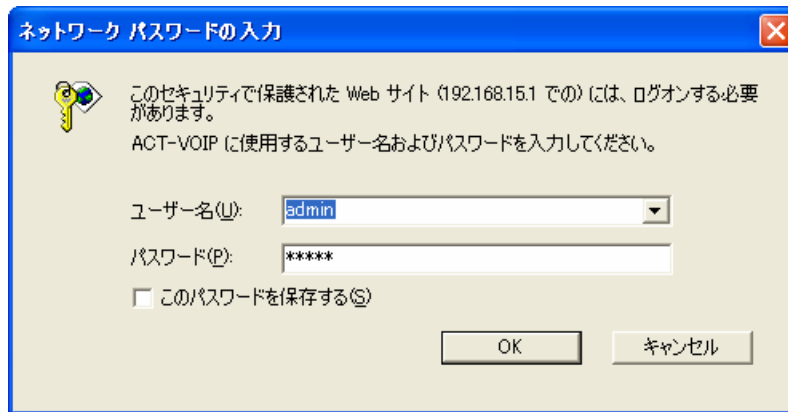 ネットワーク パスワードの入力
このセキュリティで保護された Web サイト (192.168.15.1 での) には、ログオンする必要
があります。
ACT-VOIP に使用するユーザー名およびパスワードを入力してください。
ユーザー名(U):
admin
パスワード(P):
*****
このパスワードを保存する(S)
OK
キャンセル